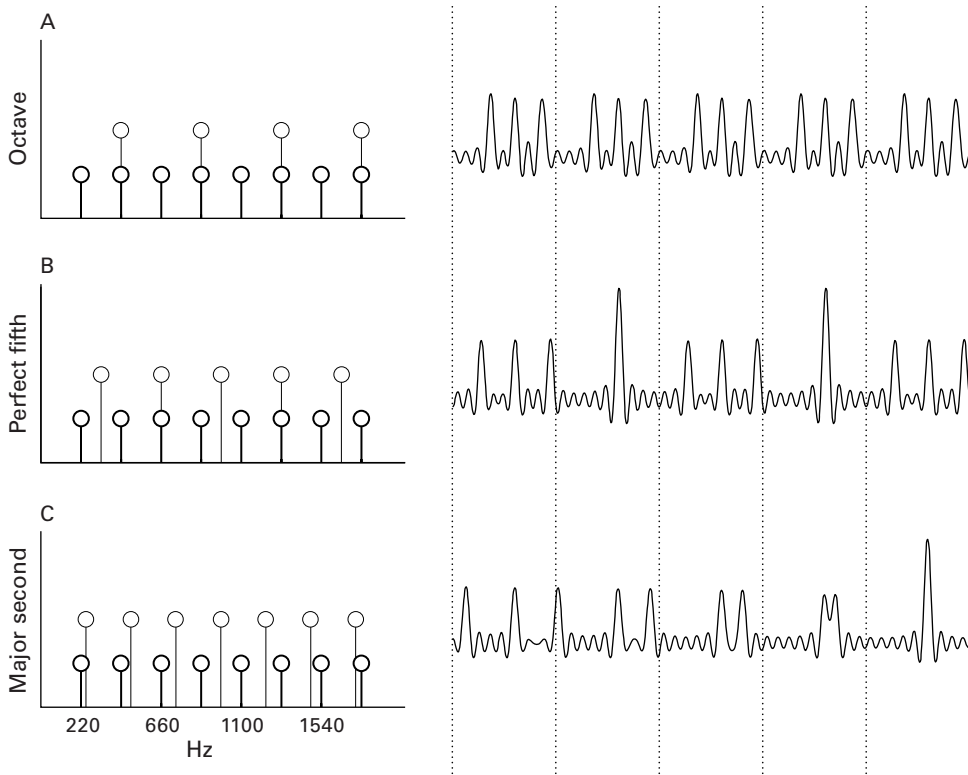 A
Octave
B
Perfect fifth
C
Major second
220 660 1100 1540
Hz